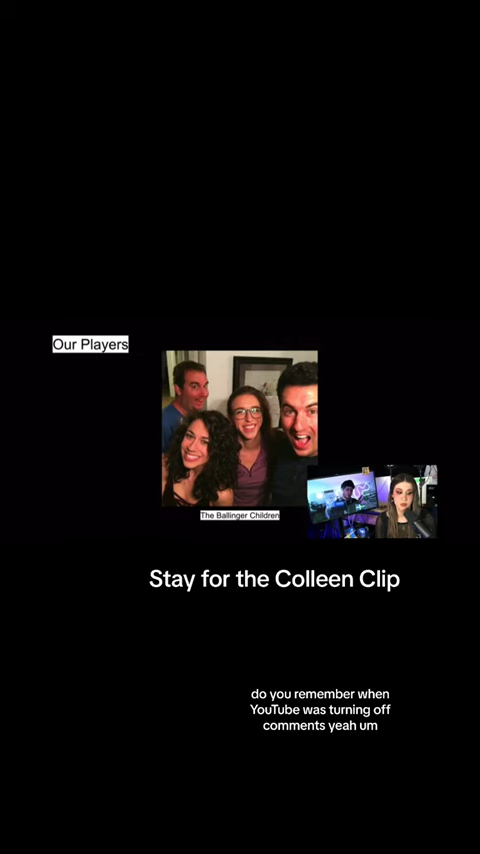 Our Players
The Ballinger Children
Stay for the Colleen Clip
do you remember when
YouTube was turning off
comments yeah um